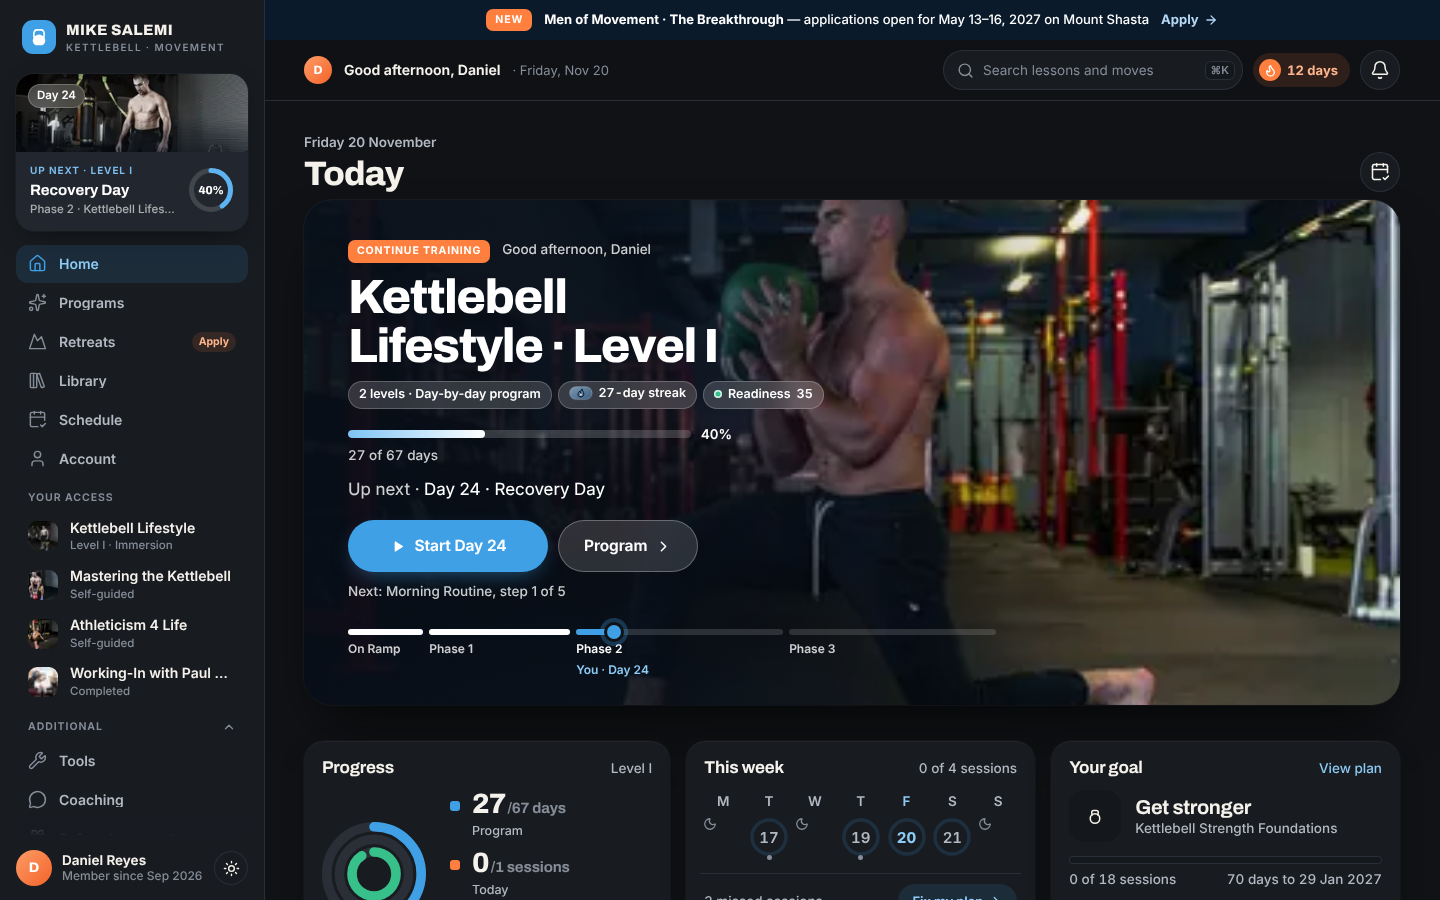 MIKE SALEMI
KETTLEBELL · MOVEMENT
Day 24
UP NEXT · LEVEL I
Recovery Day
Phase 2 · Kettlebell Lifes...
40%
Home
Programs
Retreats
Apply
Library
Schedule
Account
YOUR ACCESS
Kettlebell Lifestyle
Level I · Immersion
Mastering the Kettlebell
Self-guided
Athleticism 4 Life
Self-guided
Working-In with Paul ...
Completed
ADDITIONAL
Tools
Coaching
Daniel Reyes
Member since Sep 2026
D
NEW Men of Movement · The Breakthrough — applications open for May 13–16, 2027 on Mount Shasta Apply →
D Good afternoon, Daniel · Friday, Nov 20
Search lessons and moves ⌘K
12 days
Friday 20 November
Today
CONTINUE TRAINING Good afternoon, Daniel
Kettlebell
Lifestyle · Level I
2 levels · Day-by-day program 27-day streak Readiness 35
40%
27 of 67 days
Up next · Day 24 · Recovery Day
Start Day 24 Program
Next: Morning Routine, step 1 of 5
On Ramp Phase 1 Phase 2 Phase 3
You · Day 24
Progress Level I
27/67 days
Program
0/1 sessions
Today
This week 0 of 4 sessions
M T W T F S S
17 19 20 21
Your goal View plan
Get stronger
Kettlebell Strength Foundations
0 of 18 sessions 70 days to 29 Jan 2027